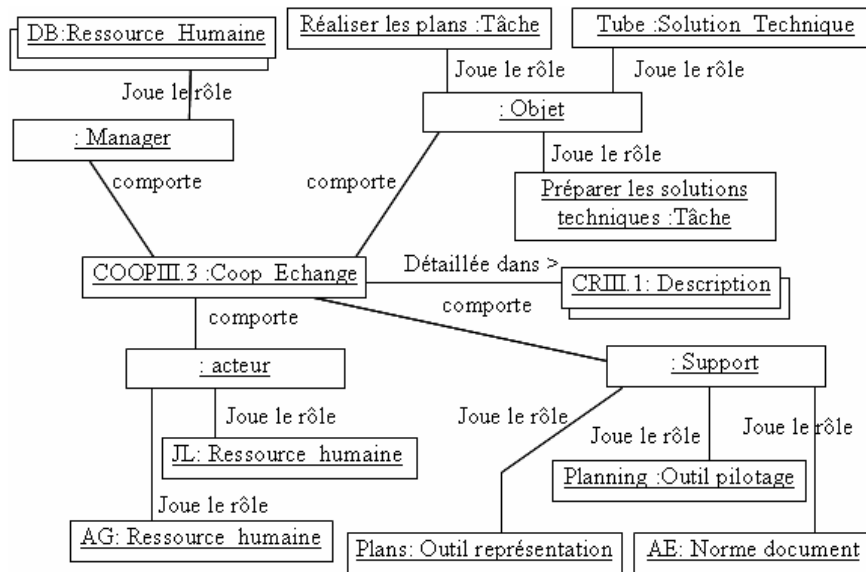 DB:Ressource Humaine
Réaliser les plans :Tâche
Tube :Solution Technique
Joue le rôle
Joue le rôle
Joue le rôle
: Objet
: Manager
Joue le rôle
comporte
comporte
Préparer les solutions
techniques :Tâche
COOPIII.3 :Coop Echange
Détaillée dans >
CRIII.1: Description
comporte
comporte
: acteur
: Support
Joue le rôle
Joue le rôle
Joue le rôle
Joue le rôle
JL: Ressource humaine
Planning :Outil pilotage
Joue le rôle
AG: Ressource humaine
Plans: Outil représentation
AE: Norme document